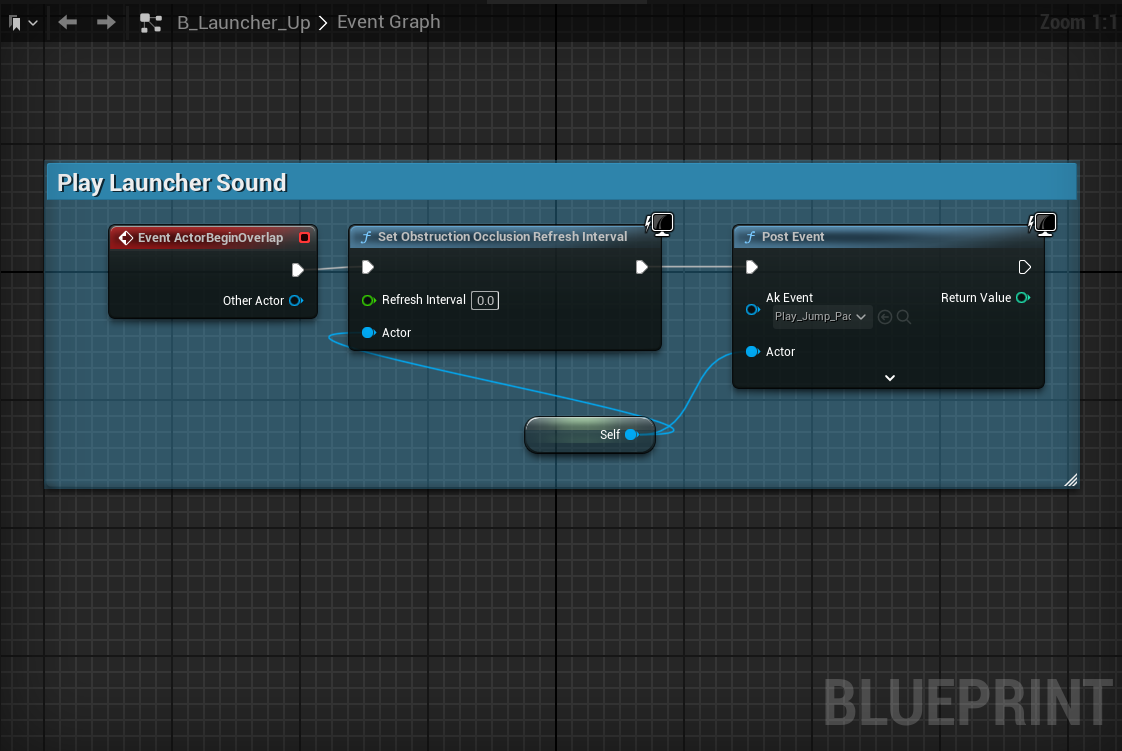 B_Launcher_Up > Event Graph
Zoom 1:1
Play Launcher Sound
Event ActorBeginOverlap
Other Actor
f Set Obstruction Occlusion Refresh Interval
Refresh Interval 0.0
Actor
f Post Event
Ak Event
Return Value
Play_Jump_Pac
Actor
Self
BLUEPRINT